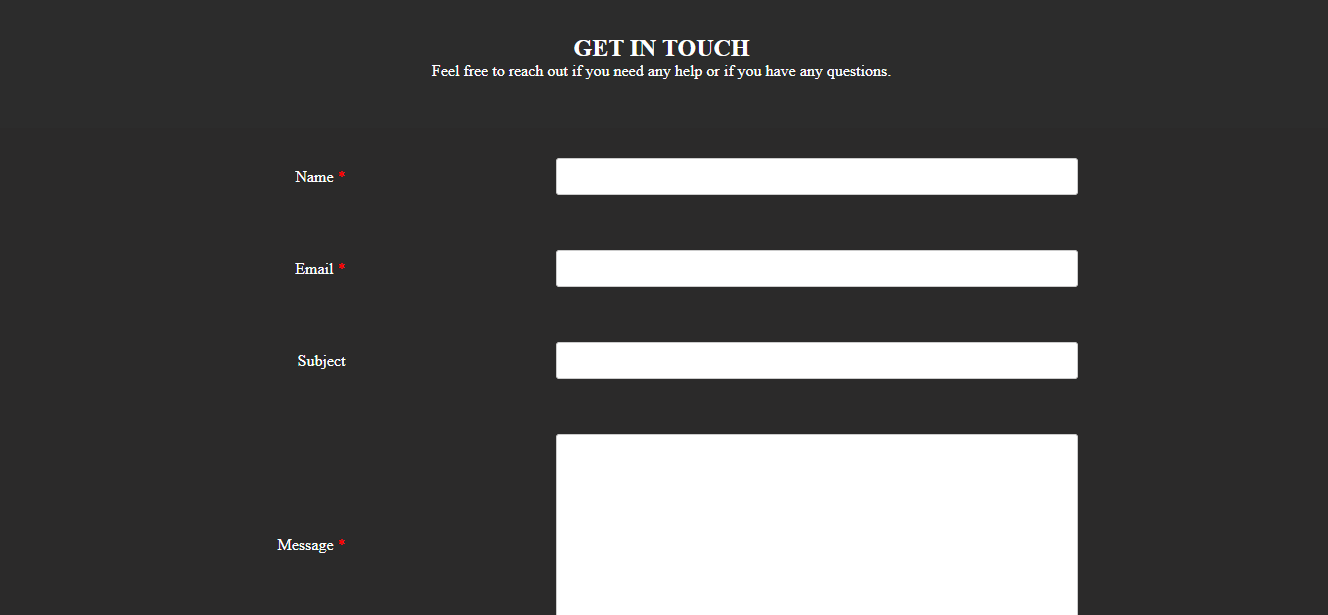 GET IN TOUCH
Feel free to reach out if you need any help or if you have any questions.
Name *
Email *
Subject
Message *